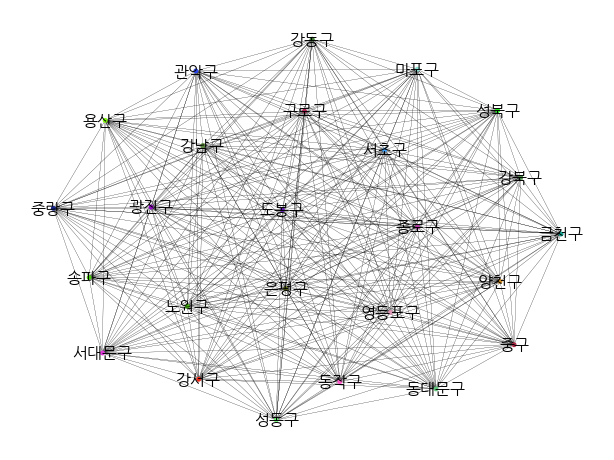 강동구
관악구
마포구
구로구
성북구
용산구
강남구
서초구
강북구
중랑구
광진구
도봉구
종로구
금천구
송파구
양천구
은평구
노원구
영등포구
서대문구
중구
강서구
동작구
동대문구
성동구